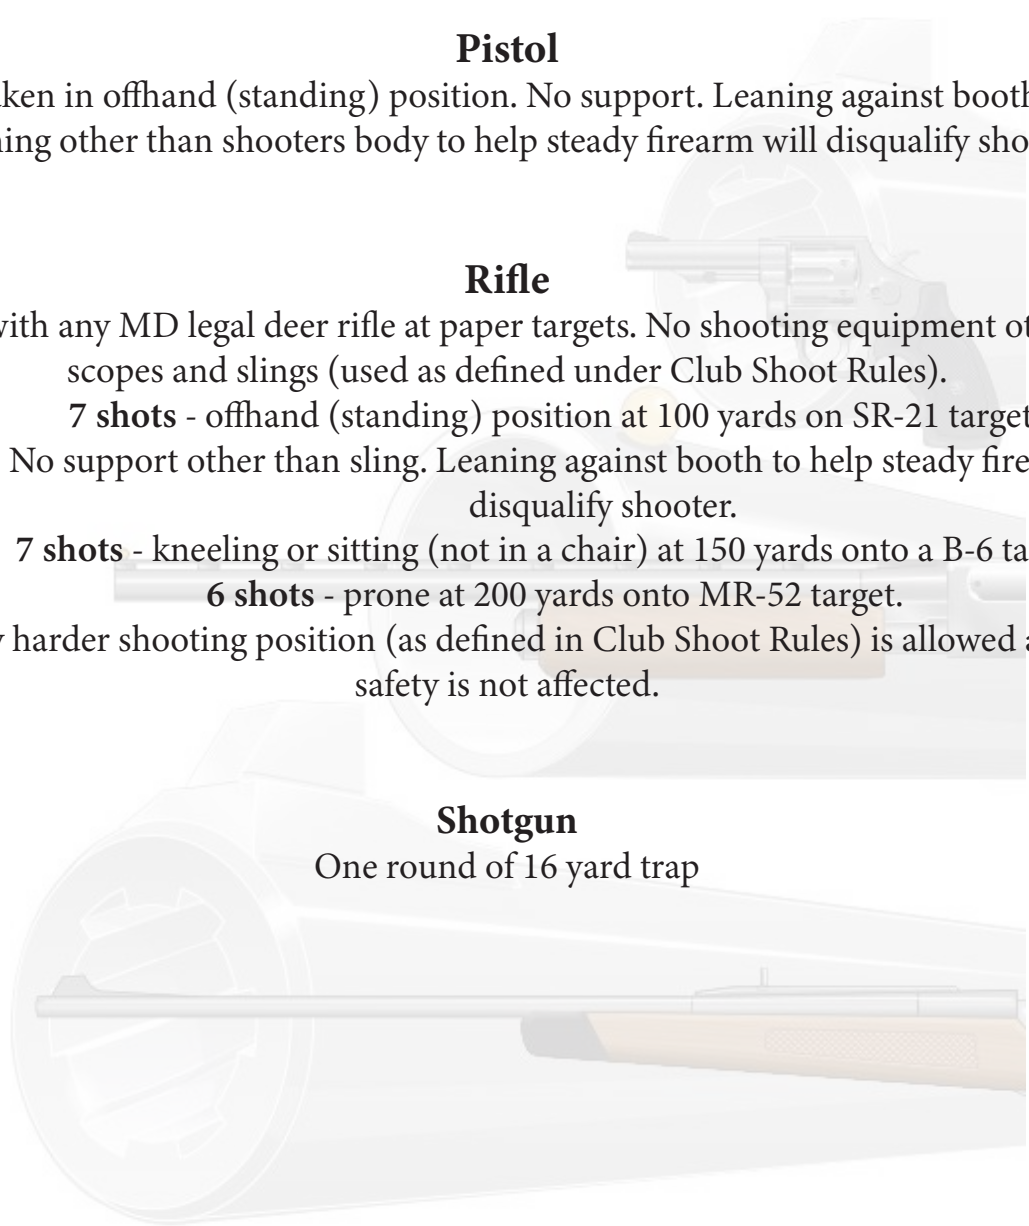 Pistol
ken in offhand (standing) position. No support. Leaning against booth
ing other than shooters body to help steady firearm will disqualify sho
Rifle
with any MD legal deer rifle at paper targets. No shooting equipment ot
scopes and slings (used as defined under Club Shoot Rules).
7 shots - offhand (standing) position at 100 yards on SR-21 target
No support other than sling. Leaning against booth to help steady fire
disqualify shooter.
7 shots - kneeling or sitting (not in a chair) at 150 yards onto a B-6 ta
6 shots - prone at 200 yards onto MR-52 target.
y harder shooting position (as defined in Club Shoot Rules) is allowed a
safety is not affected.
Shotgun
One round of 16 yard trap